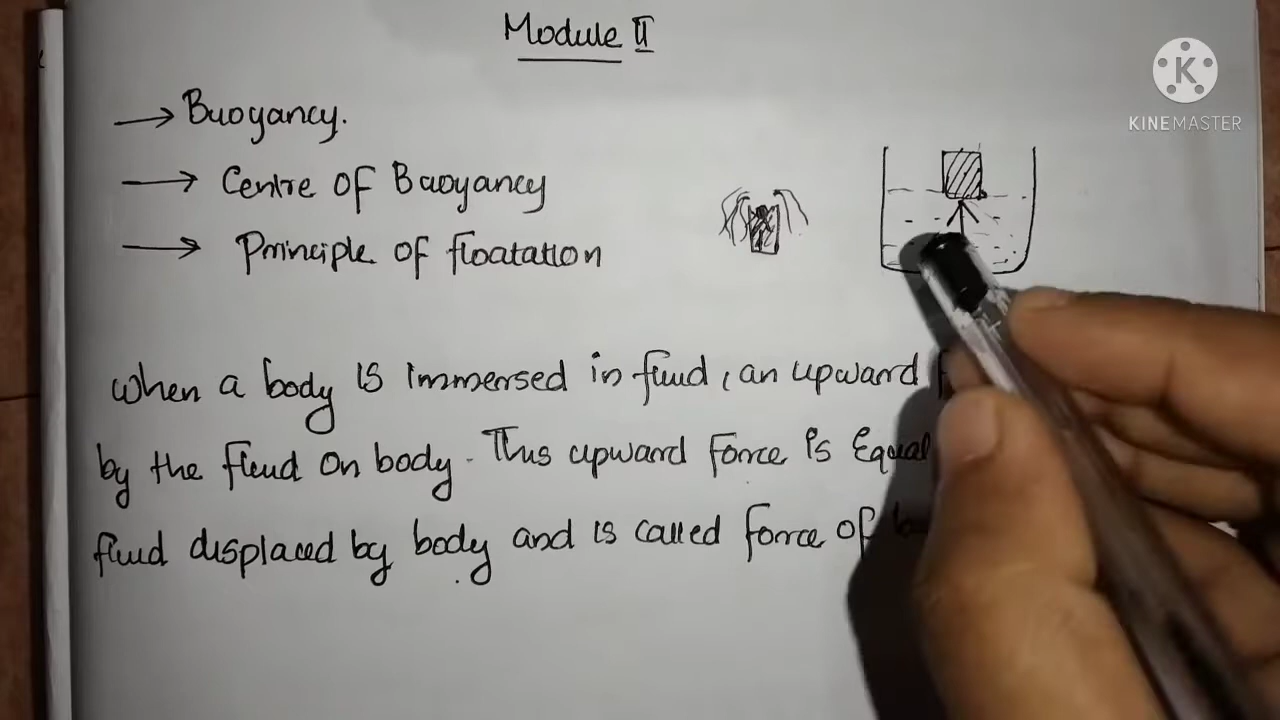 Module II
K
KINEMASTER
→ Buoyancy.
→ Centre of Buoyancy
→ Principle of floatation
When a body is immersed in fluid, an upward
by the fluid on body. This upward force is Equal
fluid displaced by body and is called force of